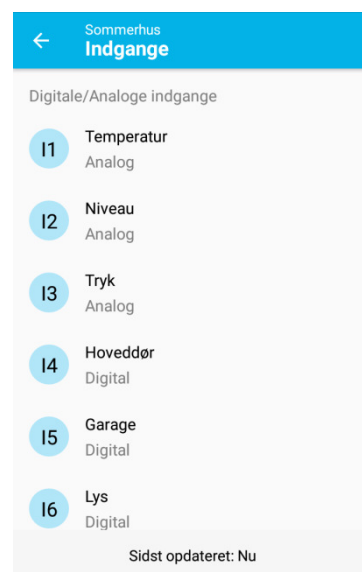 Sommerhus
Indgange
Digitale/Analoge indgange
I1
Temperatur
Analog
I2
Niveau
Analog
I3
Tryk
Analog
I4
Hoveddør
Digital
I5
Garage
Digital
I6
Lys
Digital
Sidst opdateret: Nu